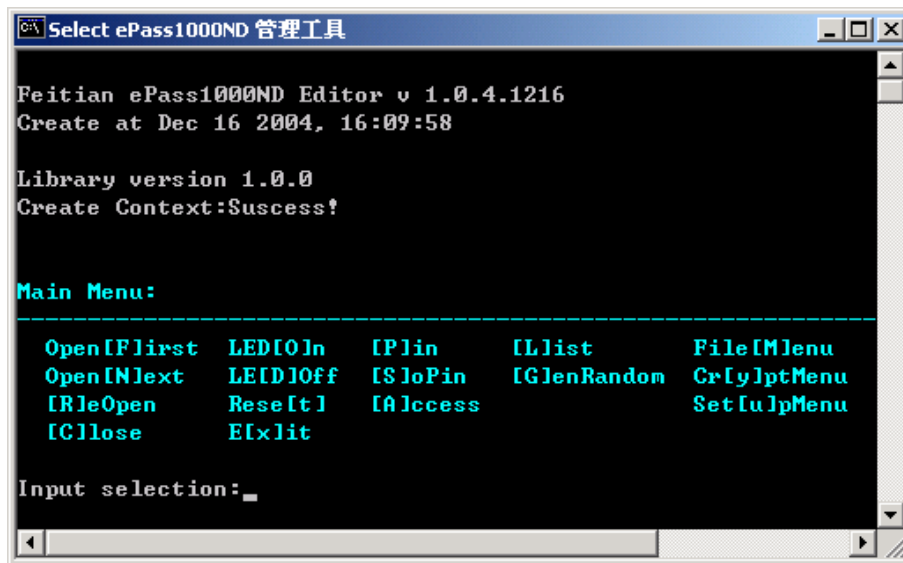 Select ePass1000ND 管理工具
Feitian ePass1000ND Editor v 1.0.4.1216
Create at Dec 16 2004, 16:09:58
Library version 1.0.0
Create Context:Suscess!
Main Menu:
Open[F]irst LED[O]n [P]in [L]ist File[M]enu
Open[N]ext LE[D]Off [S]oPin [G]enRandom Cr[y]ptMenu
[R]eOpen Rese[t] [A]ccess Set[u]pMenu
[C]lose E[x]it
Input selection:_